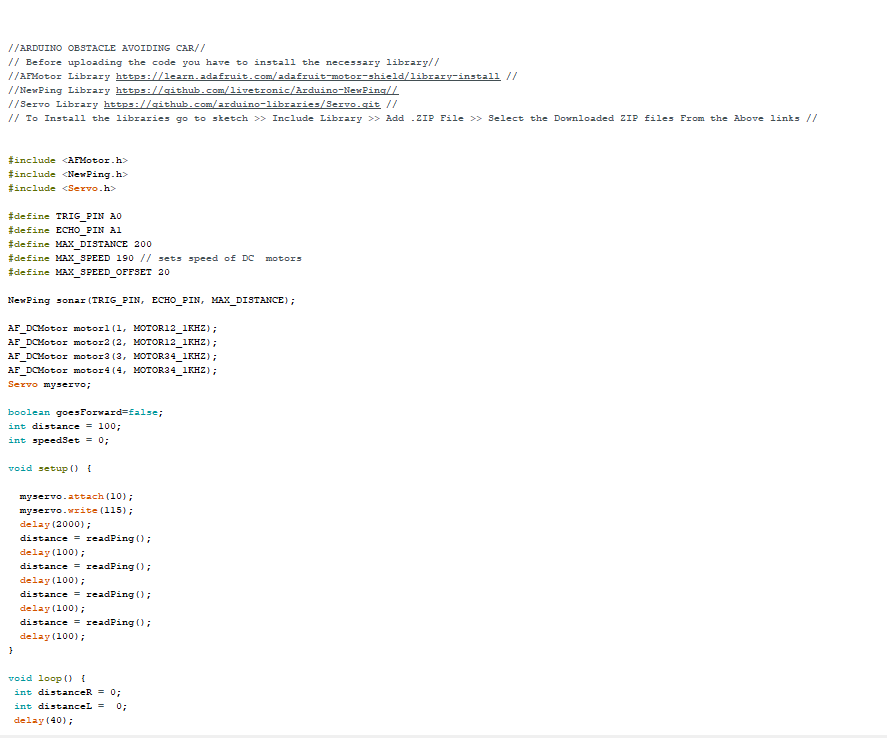 //ARDUINO OBSTACLE AVOIDING CAR//
// Before uploading the code you have to install the necessary library//
//AFMotor Library https://learn.adafruit.com/adafruit-motor-shield/library-install //
//NewPing Library https://github.com/livetronic/Arduino-NewPing//
//Servo Library https://github.com/arduino-libraries/Servo.git //
// To Install the libraries go to sketch >> Include Library >> Add .ZIP File >> Select the Downloaded ZIP files From the Above links //
#include <AFMotor.h>
#include <NewPing.h>
#include <Servo.h>
#define TRIG_PIN A0
#define ECHO_PIN A1
#define MAX_DISTANCE 200
#define MAX_SPEED 190 // sets speed of DC  motors
#define MAX_SPEED_OFFSET 20
NewPing sonar(TRIG_PIN, ECHO_PIN, MAX_DISTANCE);
AF_DCMotor motor1(1, MOTOR12_1KHZ);
AF_DCMotor motor2(2, MOTOR12_1KHZ);
AF_DCMotor motor3(3, MOTOR34_1KHZ);
AF_DCMotor motor4(4, MOTOR34_1KHZ);
Servo myservo;
boolean goesForward=false;
int distance = 100;
int speedSet = 0;
void setup() {
  myservo.attach(10);
  myservo.write(115);
  delay(2000);
  distance = readPing();
  delay(100);
  distance = readPing();
  delay(100);
  distance = readPing();
  delay(100);
  distance = readPing();
  delay(100);
}
void loop() {
 int distanceR = 0;
 int distanceL =  0;
 delay(40);